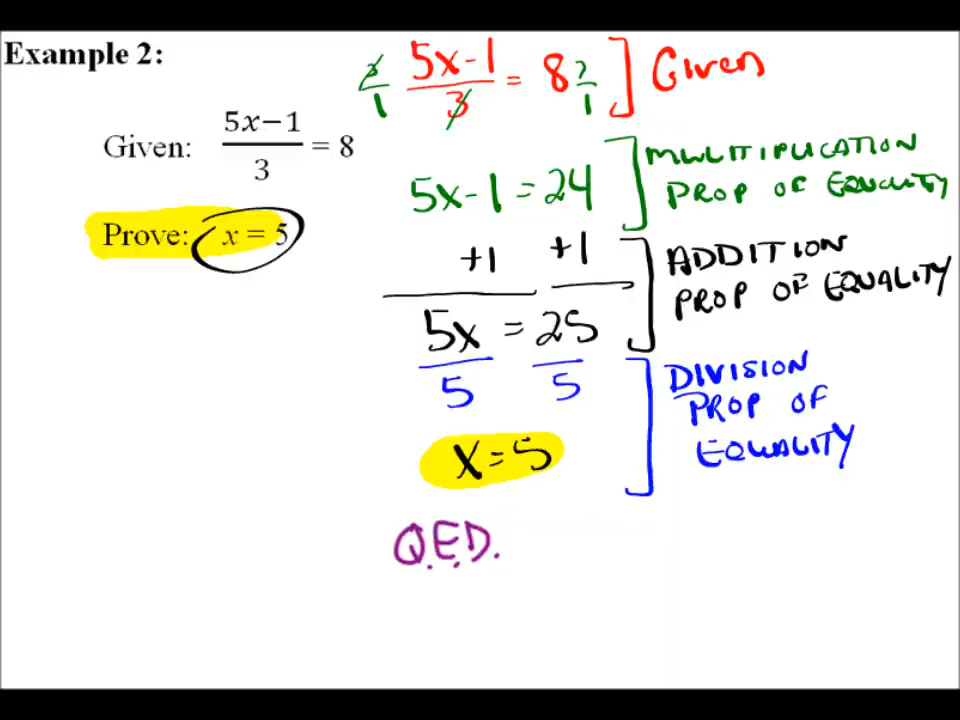 Example 2:
Given: (5x−1)/3 = 8
Prove: x = 5
3/1 (5x-1)/3 = 8 3/1 ] Given
5x-1 = 24 ] MULTIPLICATION
PROP OF EQUALITY
+1 +1 ] ADDITION
PROP OF EQUALITY
5x = 25
5 5 ] DIVISION
PROP OF
EQUALITY
x = 5
Q.E.D.